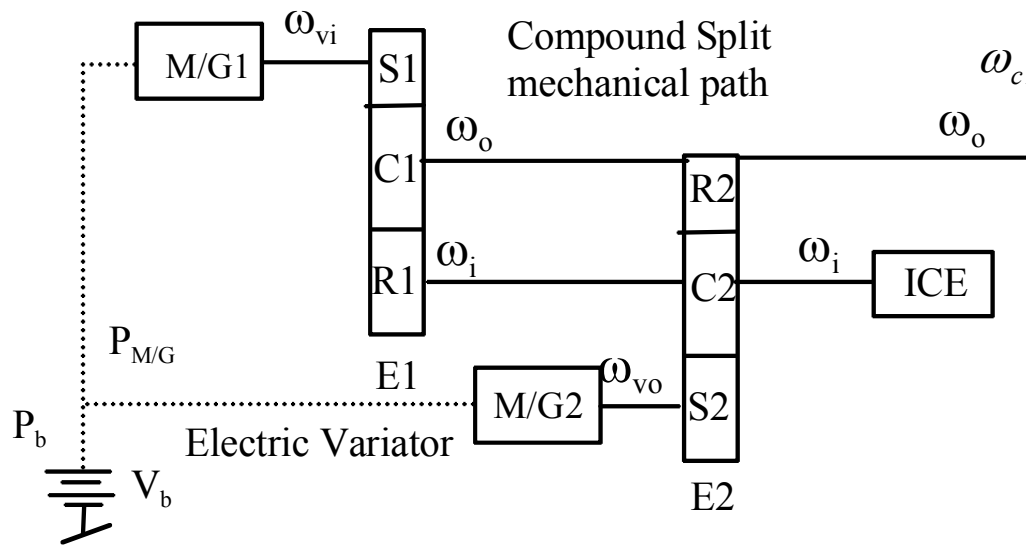 ω_vi
Compound Split
mechanical path
ω_c
M/G1
S1
ω_o
ω_o
C1
R2
ω_i
ω_i
R1
C2
ICE
P_M/G
E1
ω_vo
M/G2
S2
P_b
Electric Variator
V_b
E2